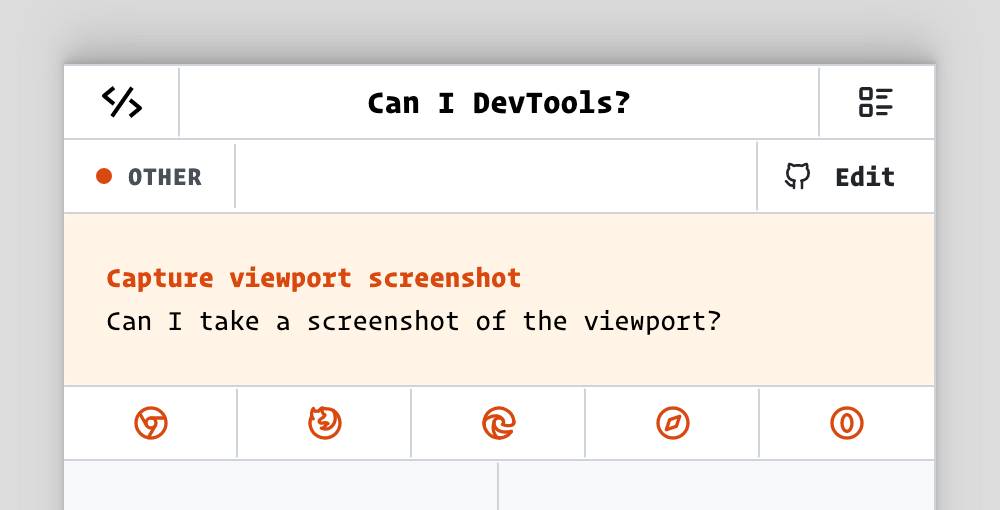 Can I DevTools?
OTHER
Edit
Capture viewport screenshot
Can I take a screenshot of the viewport?